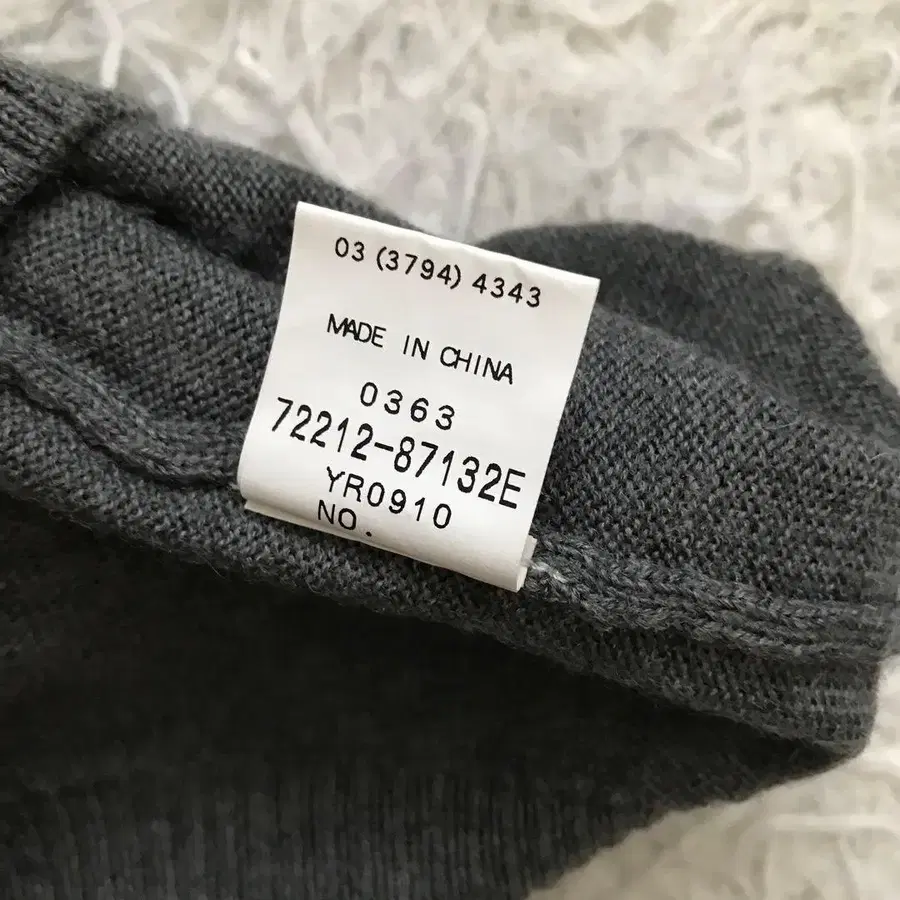 03 (3794) 4343
MADE IN CHINA
0363
72212-87132E
YR0910
NO.